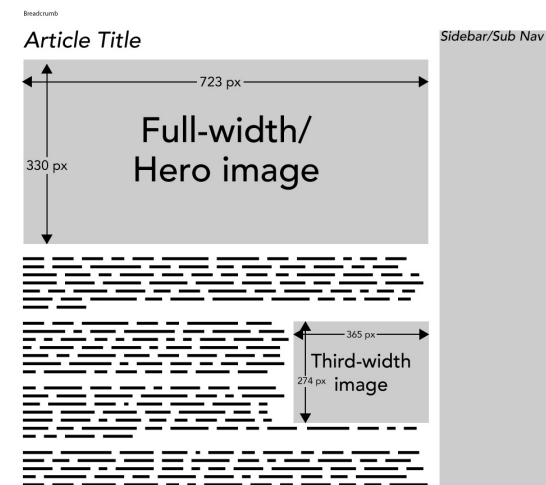 Breadcrumb
Article Title
Sidebar/Sub Nav
723 px
Full-width/
Hero image
330 px
365 px
Third-width
274 px
image